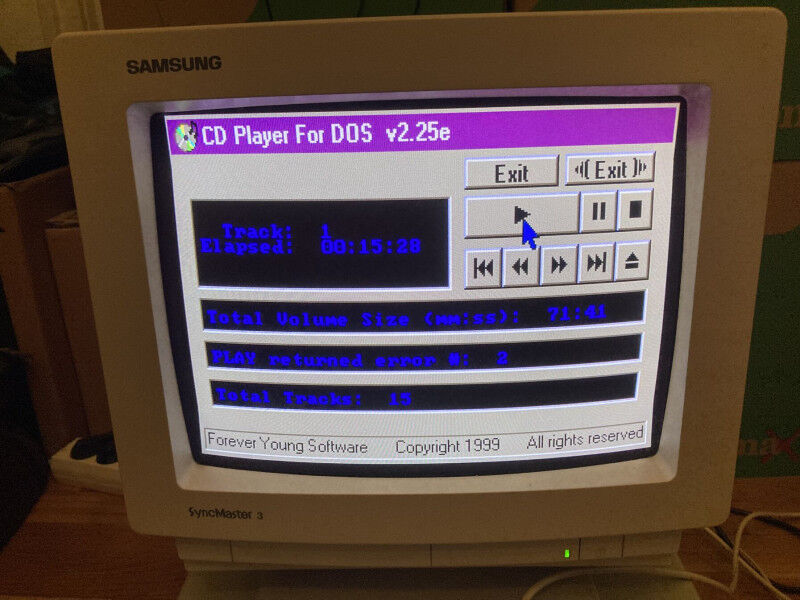 SAMSUNG
CD Player For DOS v2.25e
Exit
Exit
Track: 1
Elapsed: 00:15:28
Total Volume Size (mm:ss): 71:41
PLAY returned error #: 2
Total Tracks: 15
Forever Young Software Copyright 1999 All rights reserved
SyncMaster 3